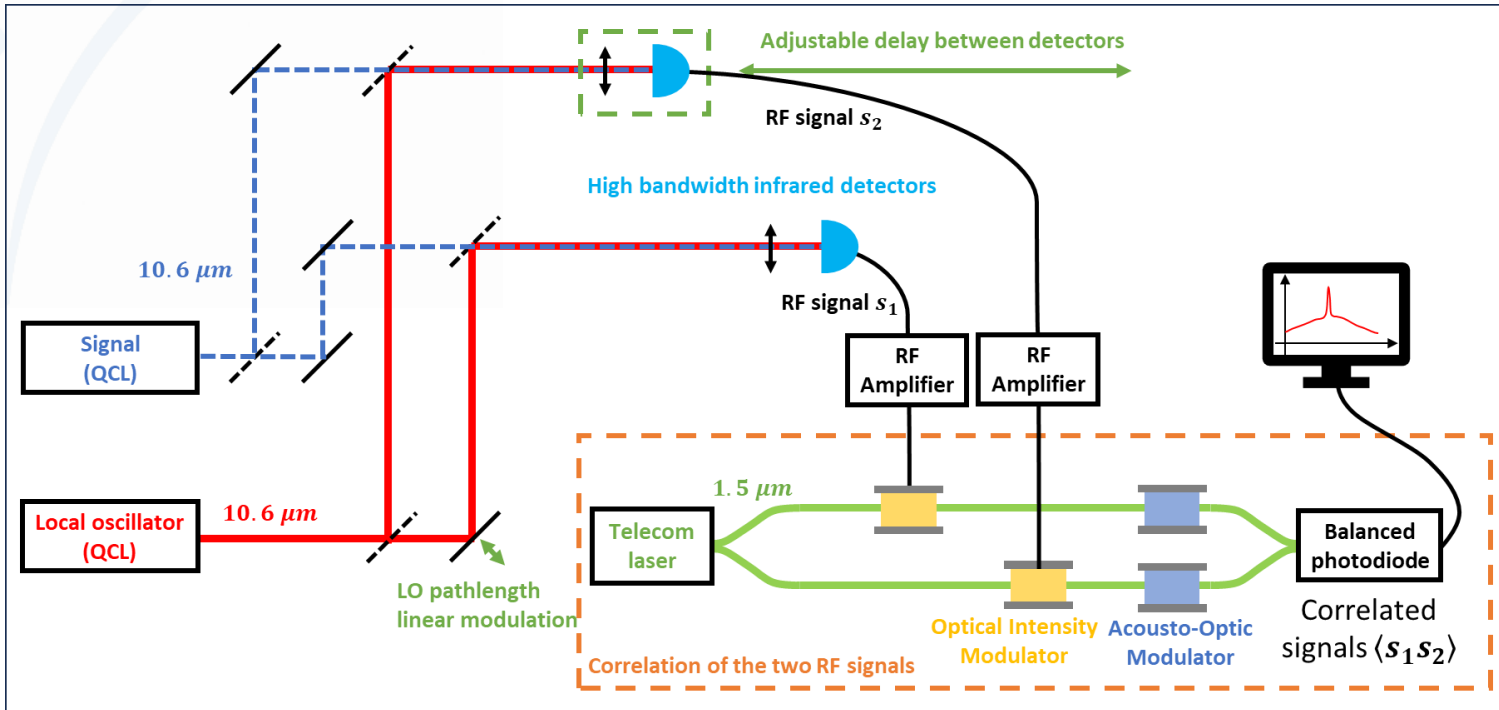 Adjustable delay between detectors
RF signal s₂
High bandwidth infrared detectors
10.6 μm
RF signal s₁
Signal
(QCL)
RF
Amplifier
RF
Amplifier
Local oscillator
(QCL)
10.6 μm
1.5 μm
Telecom
laser
Balanced
photodiode
LO pathlength
linear modulation
Optical Intensity
Modulator
Acousto-Optic
Modulator
Correlated
signals ⟨s₁s₂⟩
Correlation of the two RF signals